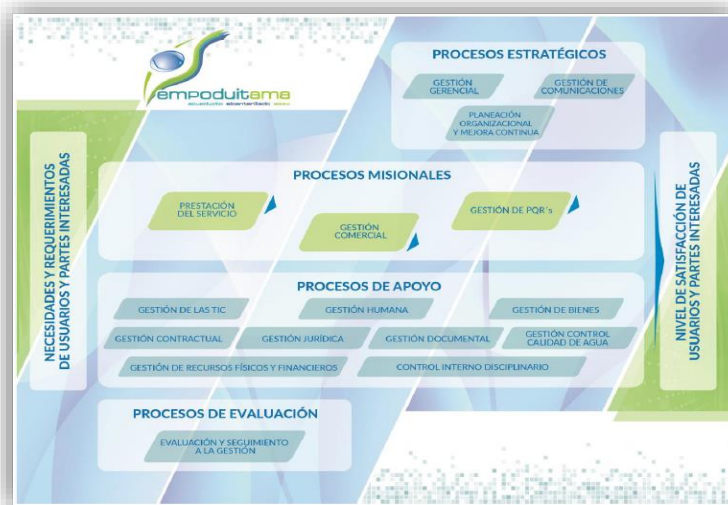 empoduitama
acueducto alcantarillado aseo
PROCESOS ESTRATÉGICOS
GESTIÓN
GERENCIAL
GESTIÓN DE
COMUNICACIONES
PLANEACIÓN
ORGANIZACIONAL
Y MEJORA CONTINUA
NECESIDADES Y REQUERIMIENTOS
DE USUARIOS Y PARTES INTERESADAS
PROCESOS MISIONALES
PRESTACIÓN
DEL SERVICIO
GESTIÓN
COMERCIAL
GESTIÓN DE PQR´s
PROCESOS DE APOYO
GESTIÓN DE LAS TIC
GESTIÓN HUMANA
GESTIÓN DE BIENES
GESTIÓN CONTRACTUAL
GESTIÓN JURÍDICA
GESTIÓN DOCUMENTAL
GESTIÓN CONTROL
CALIDAD DE AGUA
GESTIÓN DE RECURSOS FÍSICOS Y FINANCIEROS
CONTROL INTERNO DISCIPLINARIO
PROCESOS DE EVALUACIÓN
EVALUACIÓN Y SEGUIMIENTO
A LA GESTIÓN
NIVEL DE SATISFACCIÓN DE
USUARIOS Y PARTES INTERESADAS